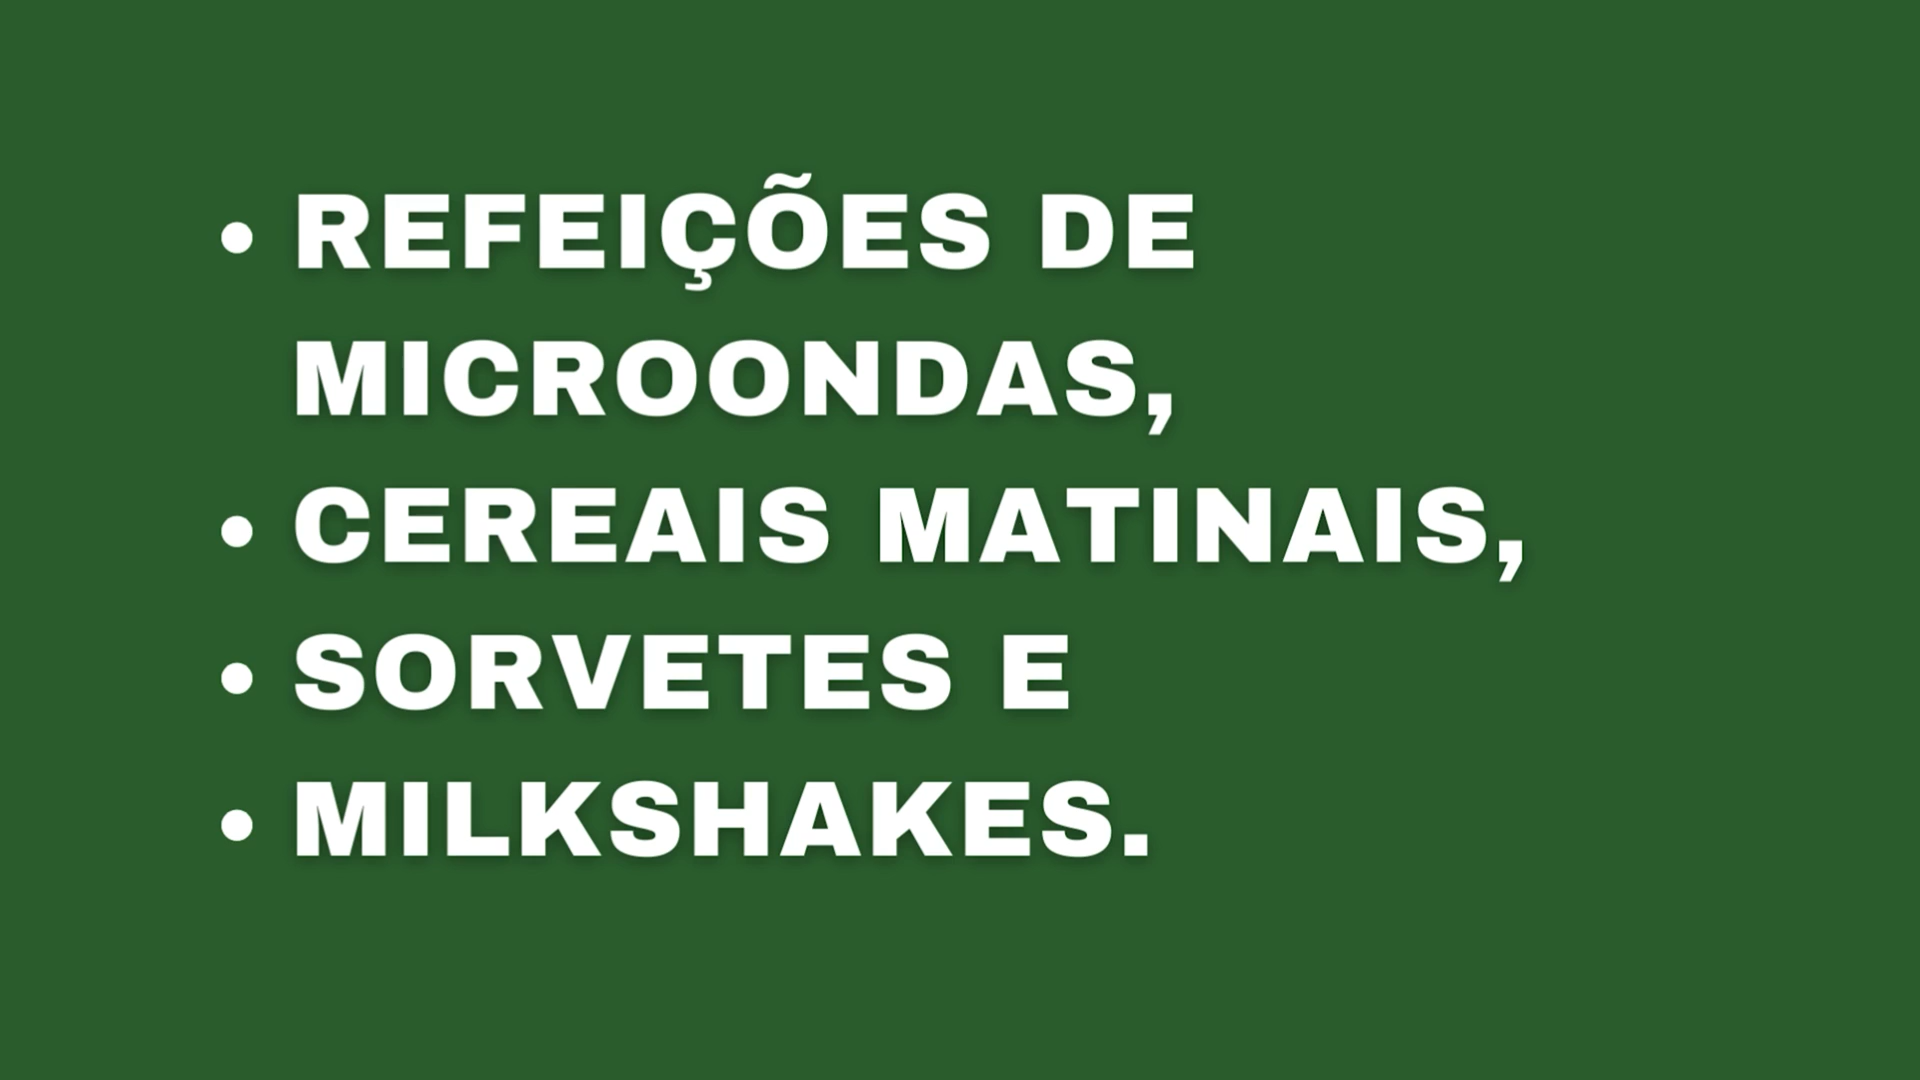 • REFEIÇÕES DE
MICROONDAS,
• CEREAIS MATINAIS,
• SORVETES E
• MILKSHAKES.